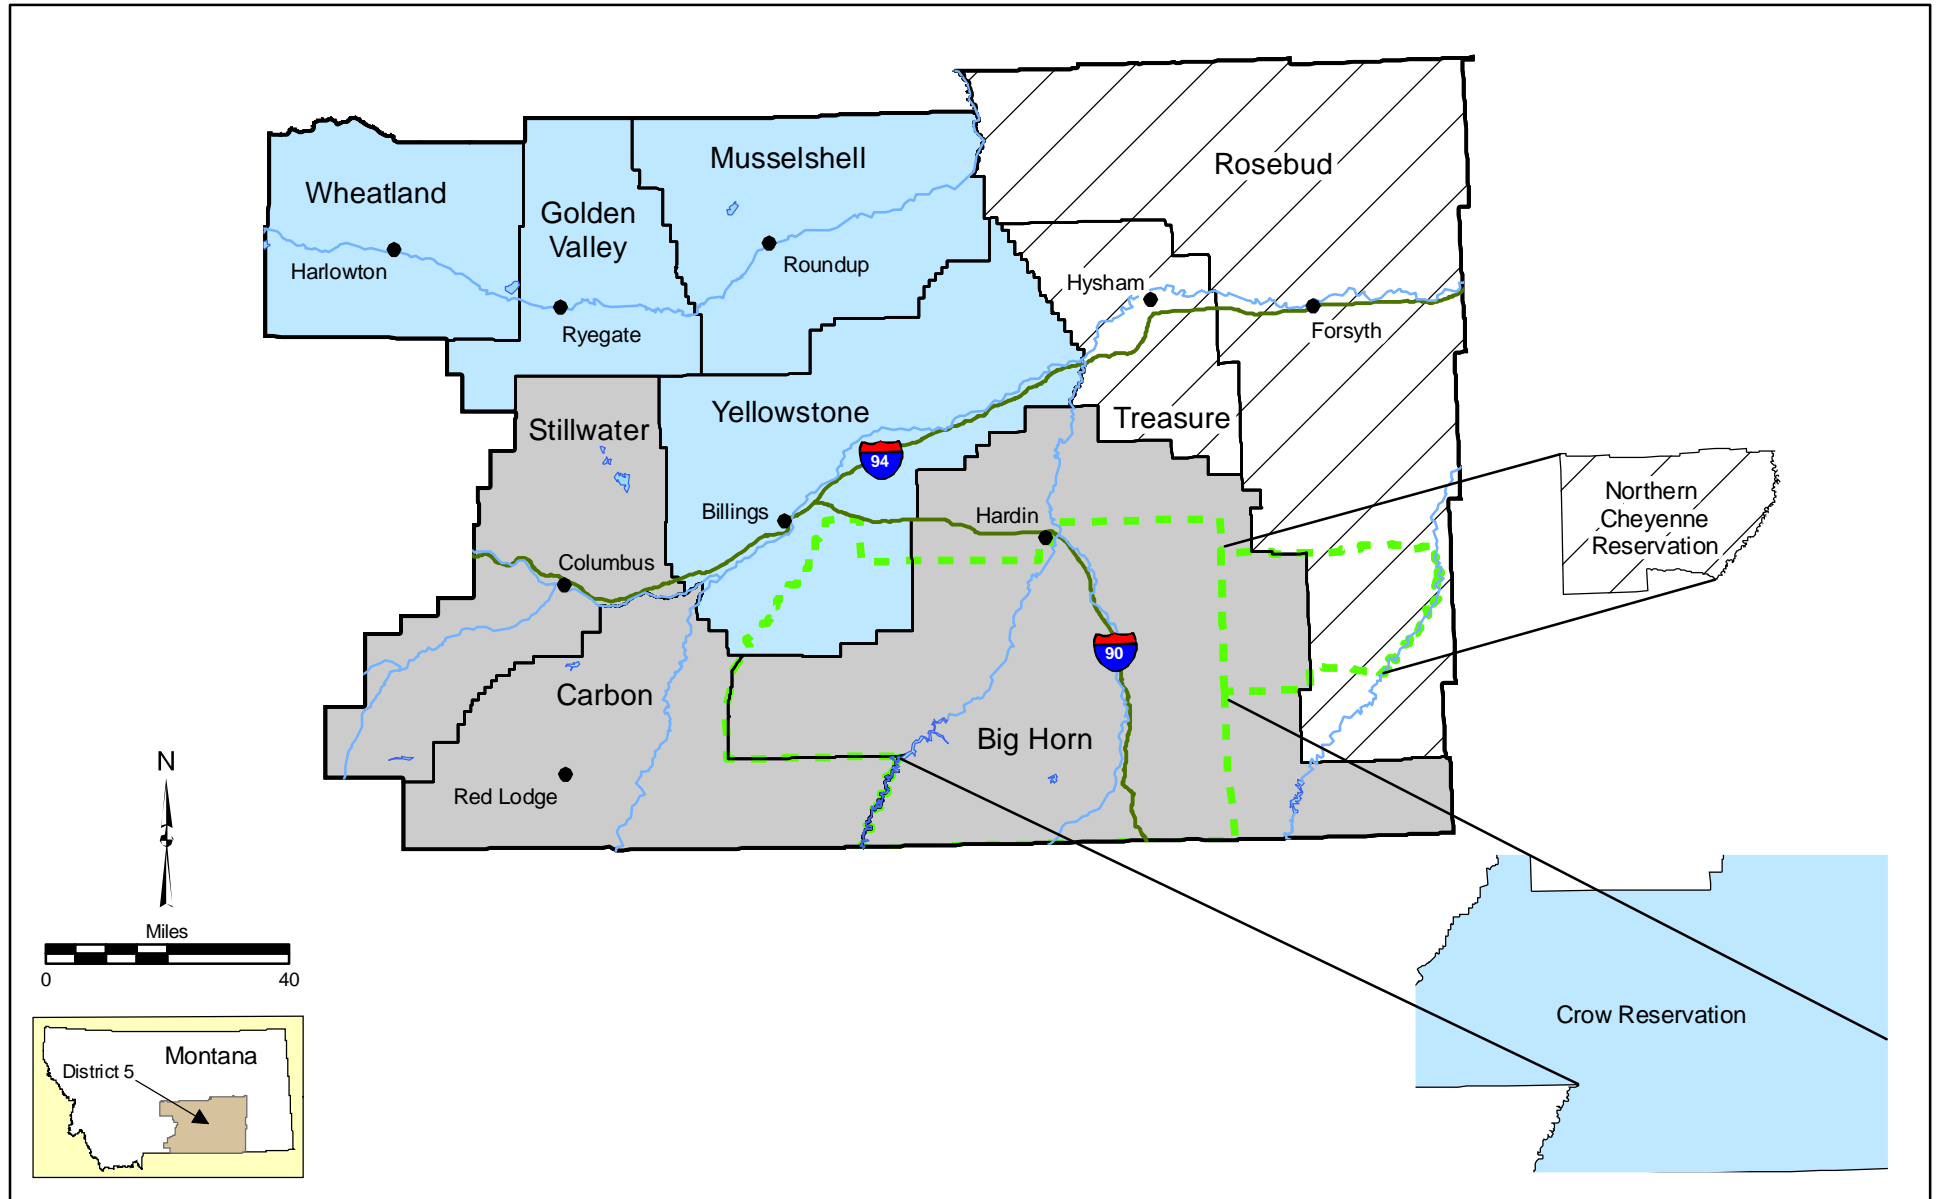 Musselshell
Rosebud
Wheatland
Golden
Valley
Harlowton
Roundup
Hysham
Ryegate
Forsyth
Yellowstone
Treasure
Stillwater
94
Billings
Hardin
Northern
Cheyenne
Reservation
Columbus
90
Carbon
Big Horn
Red Lodge
N
Miles
0
40
Crow Reservation
Montana
District 5